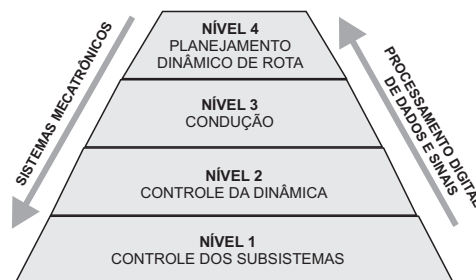 NÍVEL 4
PLANEJAMENTO
DINÂMICO DE ROTA
NÍVEL 3
CONDUÇÃO
NÍVEL 2
CONTROLE DA DINÂMICA
NÍVEL 1
CONTROLE DOS SUBSISTEMAS
SISTEMAS MECATRÔNICOS
PROCESSAMENTO DIGITAL
DE DADOS E SINAIS